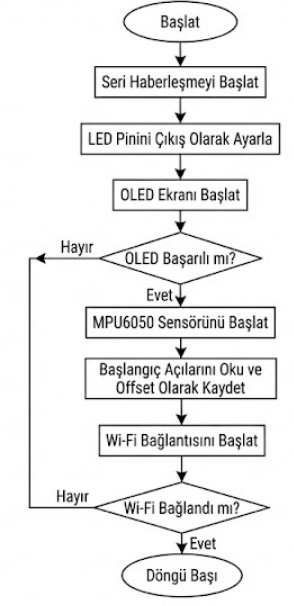 Başlat
Seri Haberleşmeyi Başlat
LED Pinini Çıkış Olarak Ayarla
OLED Ekranı Başlat
Hayır
OLED Başarılı mı?
Evet
MPU6050 Sensörünü Başlat
Başlangıç Açılarını Oku ve
Offset Olarak Kaydet
Wi-Fi Bağlantısını Başlat
Hayır
Wi-Fi Bağlandı mı?
Evet
Döngü Başı